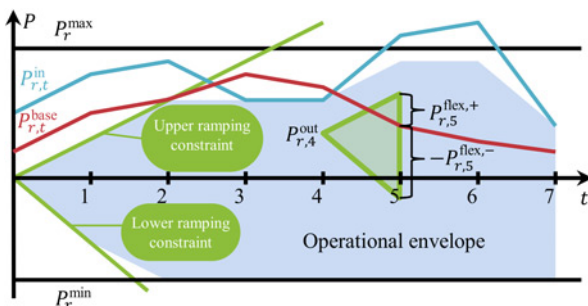 P
P_r^max
P_{r,t}^in
P_{r,t}^base
Upper ramping
constraint
P_{r,4}^out
P_{r,5}^{flex,+}
−P_{r,5}^{flex,−}
1 2 3 4 5 6 7 t
Lower ramping
constraint
Operational envelope
P_r^min